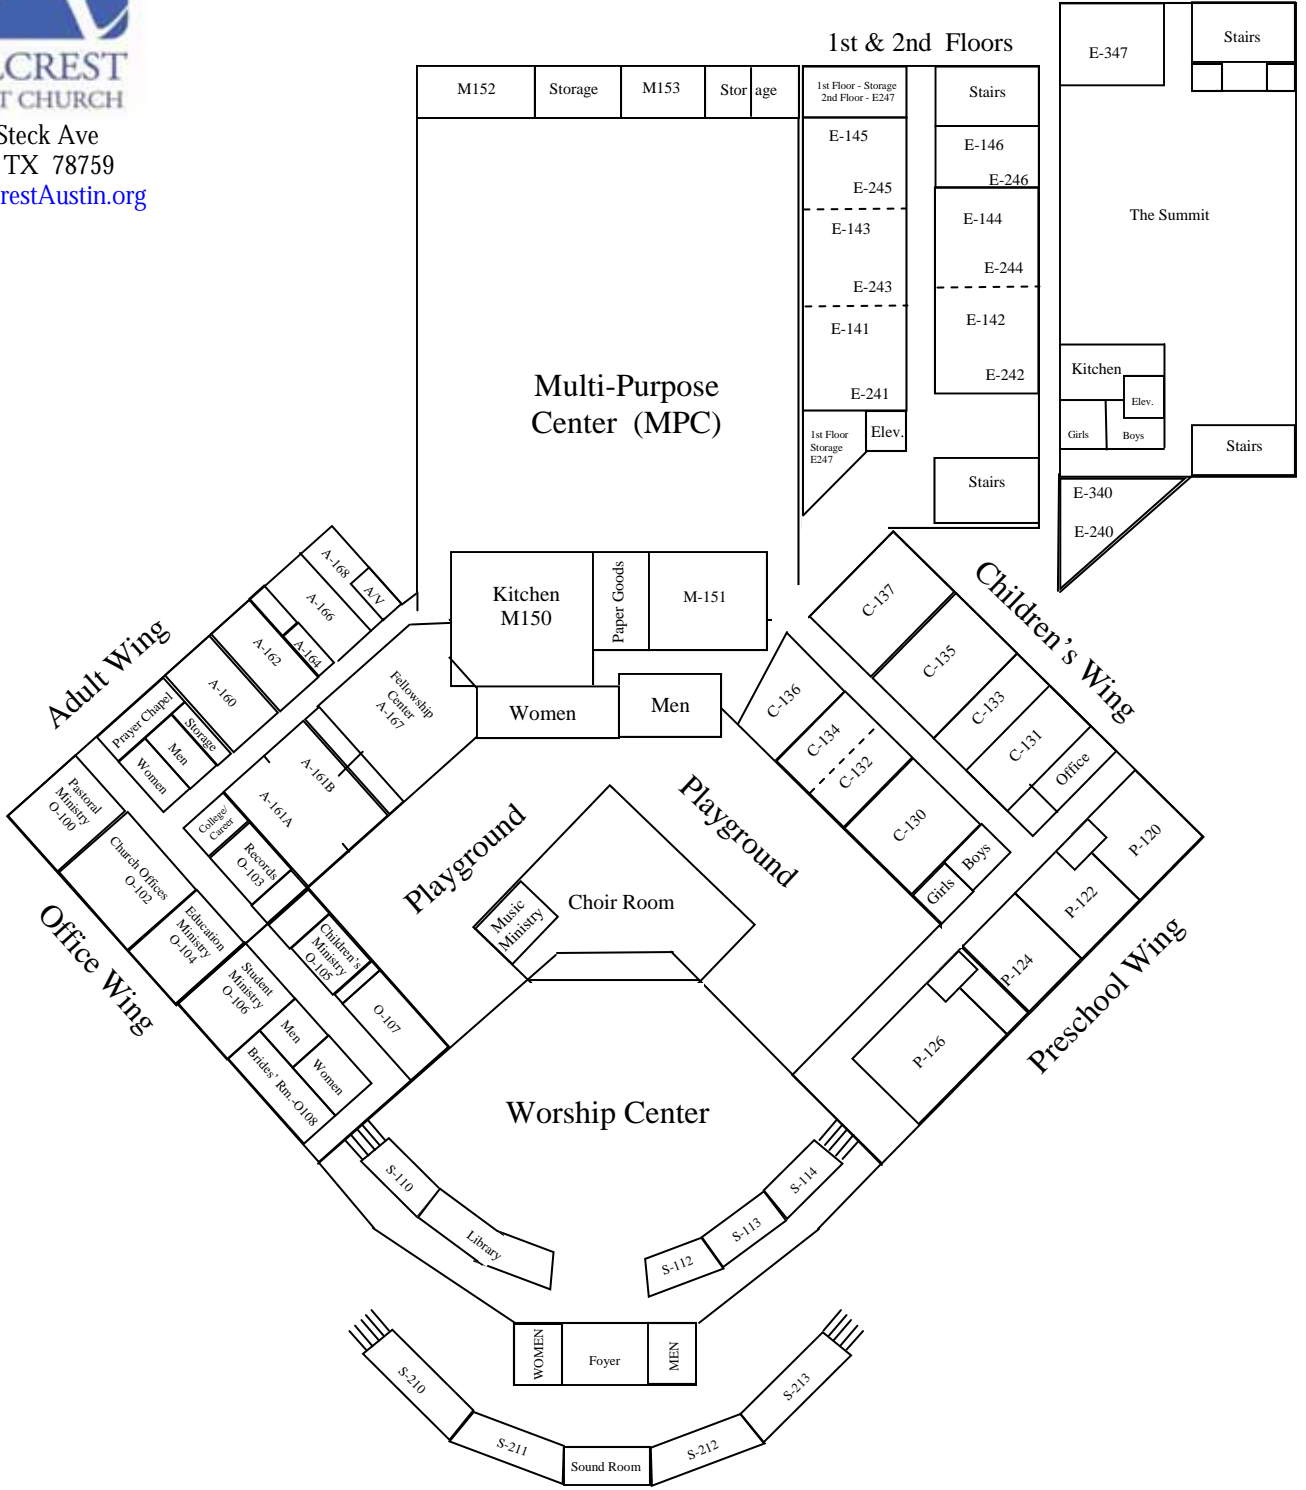 LCREST
T CHURCH
Steck Ave
TX 78759
restAustin.org
1st & 2nd Floors
E-347
Stairs
M152
Storage
M153
Stor age
1st Floor - Storage
2nd Floor - E247
Stairs
E-145
E-245
E-146
E-246
The Summit
E-143
E-243
E-144
E-244
E-141
E-241
E-142
E-242
Multi-Purpose
Center (MPC)
Kitchen
Elev.
Girls
Boys
Stairs
1st Floor
Storage
E247
Elev.
Stairs
E-340
E-240
Kitchen
M150
Paper Goods
M-151
Women
Men
Adult Wing
A-168
A/V
A-166
A-164
A-162
A-160
Prayer Chapel
Storage
Men
Women
Fellowship
Center
A-167
A-161B
A-161A
College/
Career
Records
O-103
Pastoral
Ministry
O-100
Church Offices
O-102
Education
Ministry
O-104
Student
Ministry
O-106
Men
Women
Brides' Rm.-O108
Children's
Ministry
O-105
O-107
Office Wing
Playground
Playground
Music
Ministry
Choir Room
Children's Wing
C-137
C-135
C-133
C-131
Office
C-136
C-134
C-132
C-130
Girls
Boys
P-120
P-122
P-124
P-126
Preschool Wing
Worship Center
S-110
Library
S-114
S-113
S-112
WOMEN
Foyer
MEN
S-210
S-211
Sound Room
S-212
S-213